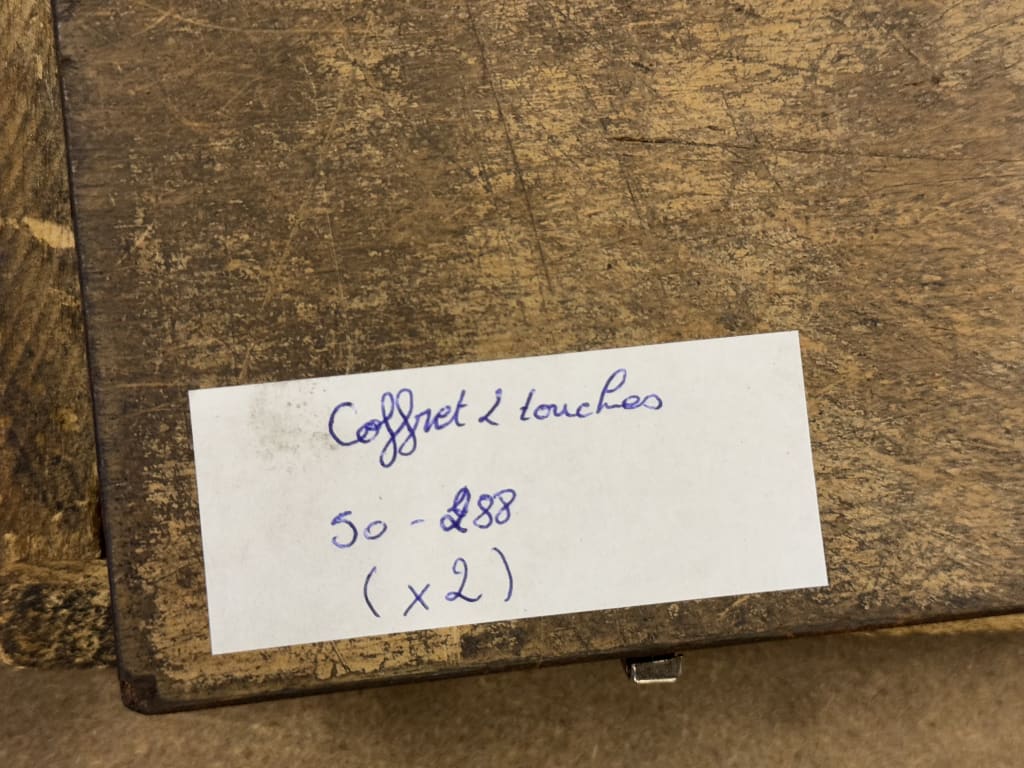 Coffret 2 touches
50 - 288
( x 2 )